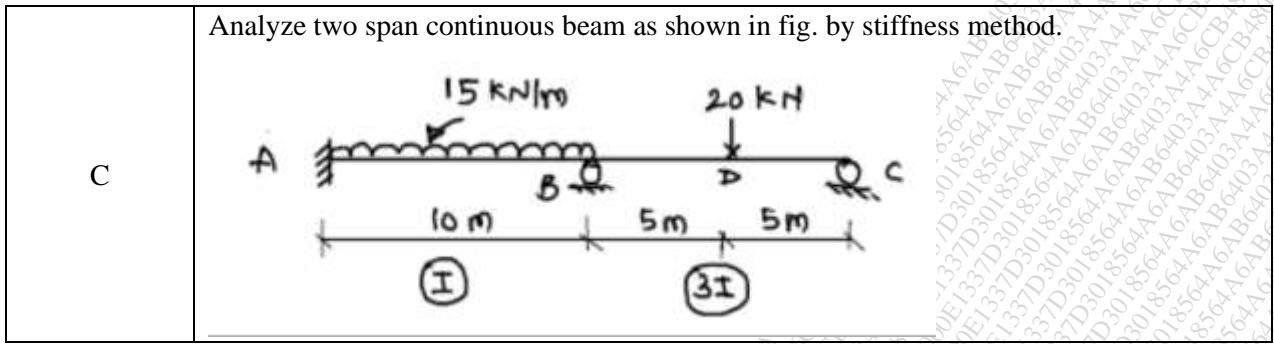 Analyze two span continuous beam as shown in fig. by stiffness method.
15 KN/m
20 KN
A
B
D
C
C
10 m
5m
5m
I
3I